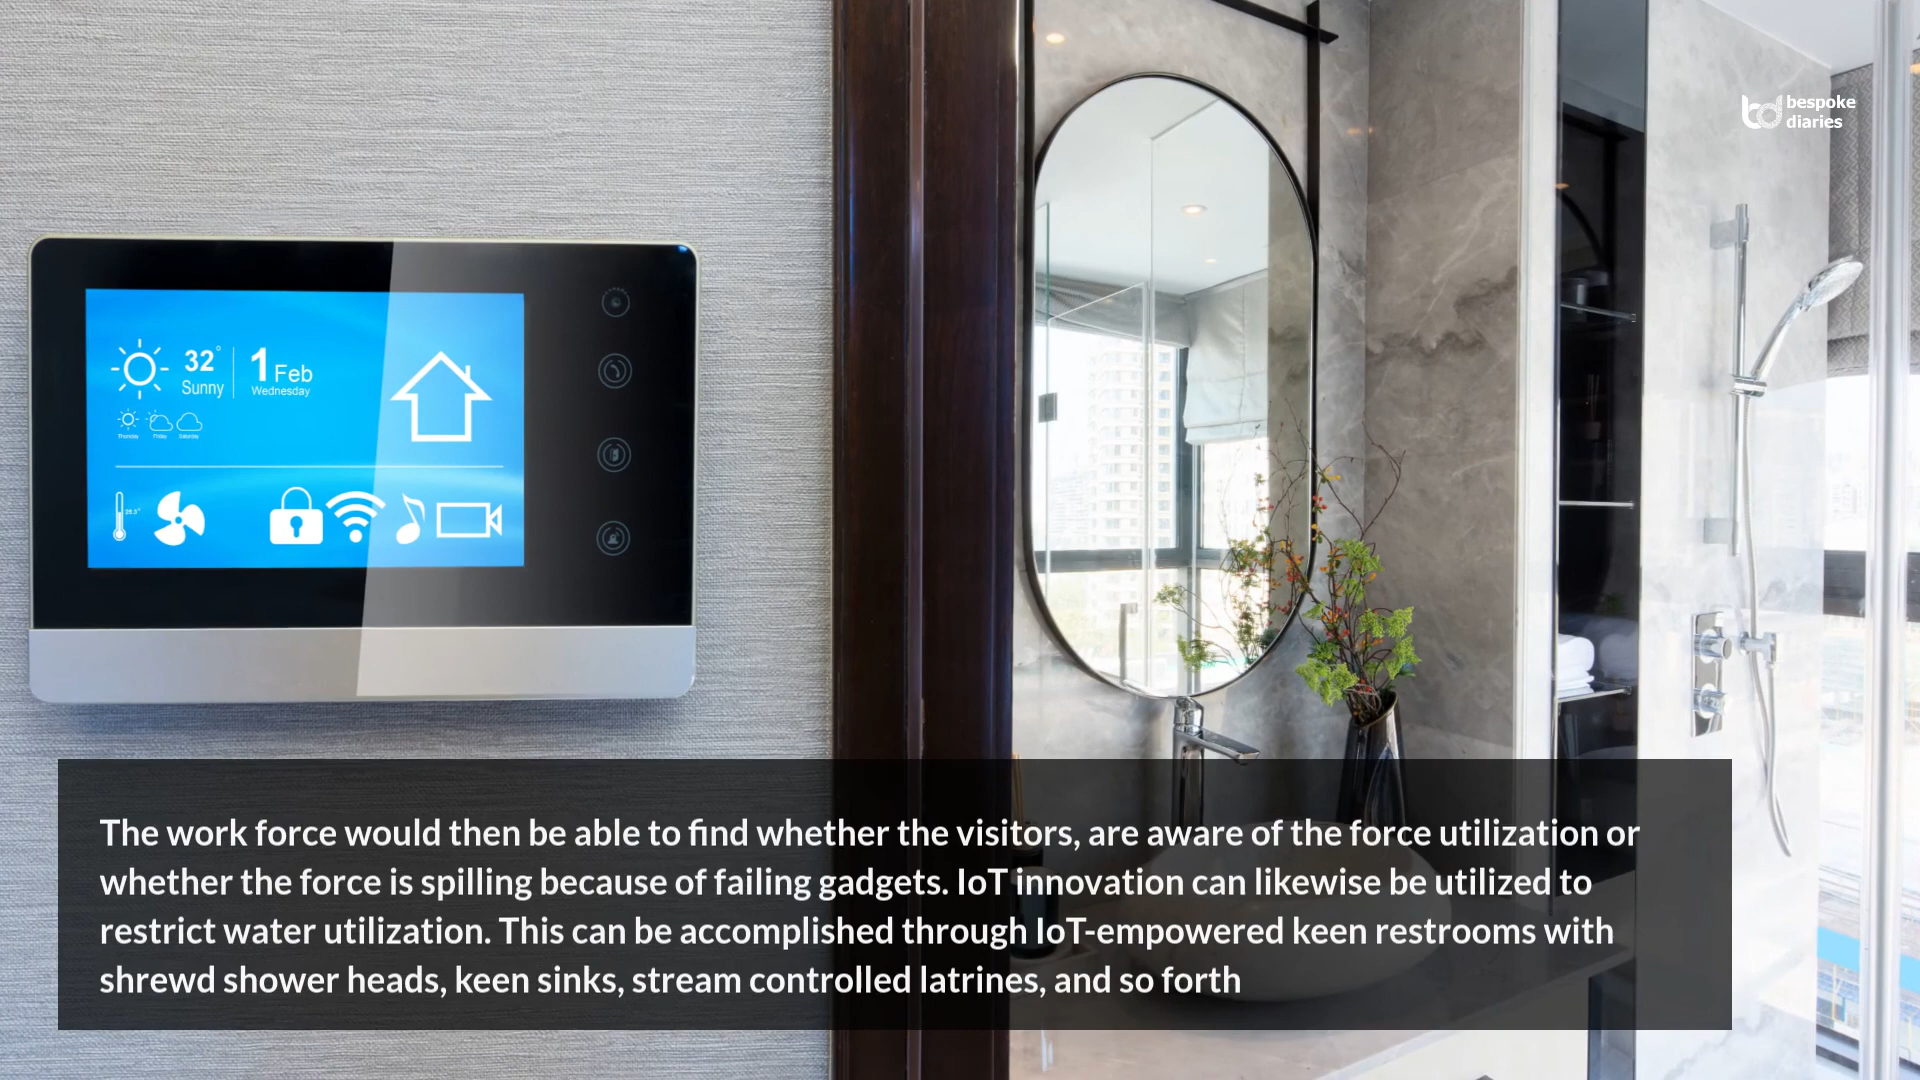 bespoke
diaries
32°
Sunny
1 Feb
Wednesday
Thursday Friday Saturday
The work force would then be able to find whether the visitors, are aware of the force utilization or
whether the force is spilling because of failing gadgets. IoT innovation can likewise be utilized to
restrict water utilization. This can be accomplished through IoT-empowered keen restrooms with
shrewd shower heads, keen sinks, stream controlled latrines, and so forth